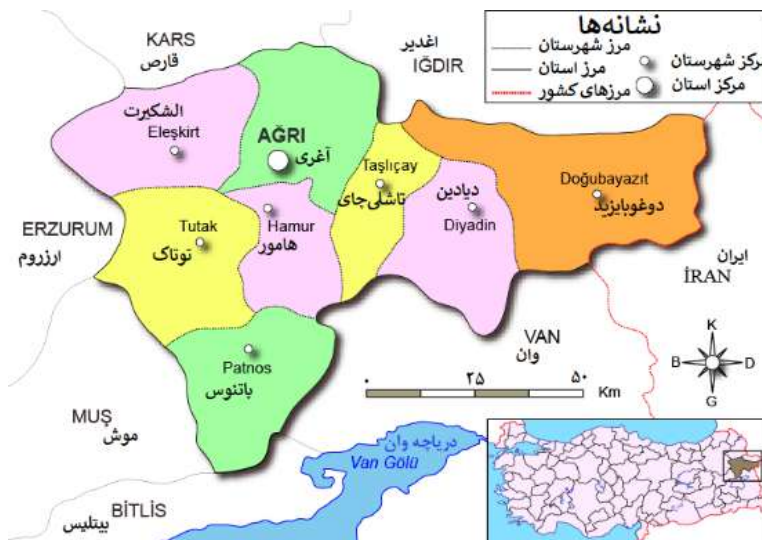 KARS
قارص
اغدیر
IĞDIR
نشانه‌ها
مرز شهرستان
مرز استان
مرزهای کشور
مرکز شهرستان
مرکز استان
الشکیرت
Eleşkirt
AĞRI
آغری
Taşlıçay
تاشلی‌چای
دیادین
Diyadin
Doğubayazıt
دوغوبایزید
ERZURUM
ارزروم
Tutak
توتاک
Hamur
هامور
ایران
İRAN
VAN
وان
Patnos
باتنوس
K
B
D
G
۰
۲۵
۵۰
Km
MUŞ
موش
دریاچه وان
Van Gölü
BİTLİS
بیتلیس